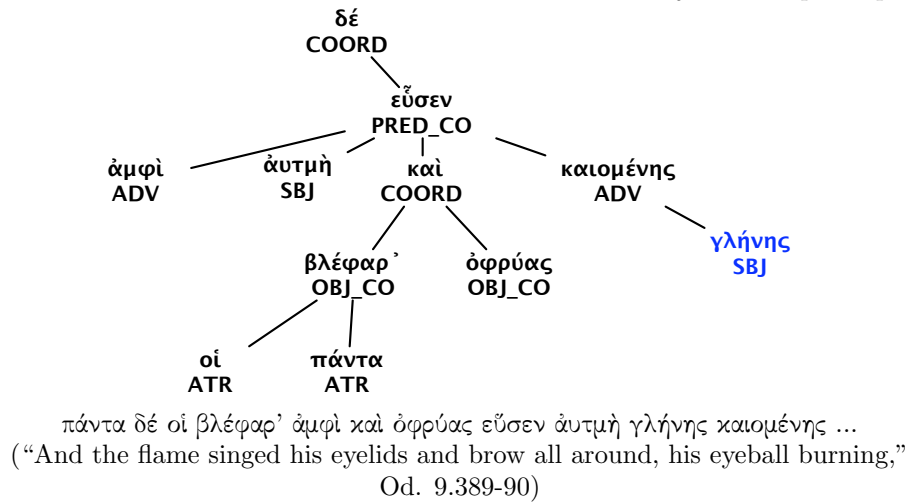 δέ
COORD
εὖσεν
PRED_CO
ἀμφὶ ἀυτμὴ καὶ καιομένης
ADV SBJ COORD ADV
γλήνης
SBJ
βλέφαρ᾽ ὀφρύας
OBJ_CO OBJ_CO
οἱ πάντα
ATR ATR
πάντα δέ οἱ βλέφαρ’ ἀμφὶ καὶ ὀφρύας εὗσεν ἀυτμὴ γλήνης καιομένης ...
(“And the flame singed his eyelids and brow all around, his eyeball burning,”
Od. 9.389-90)